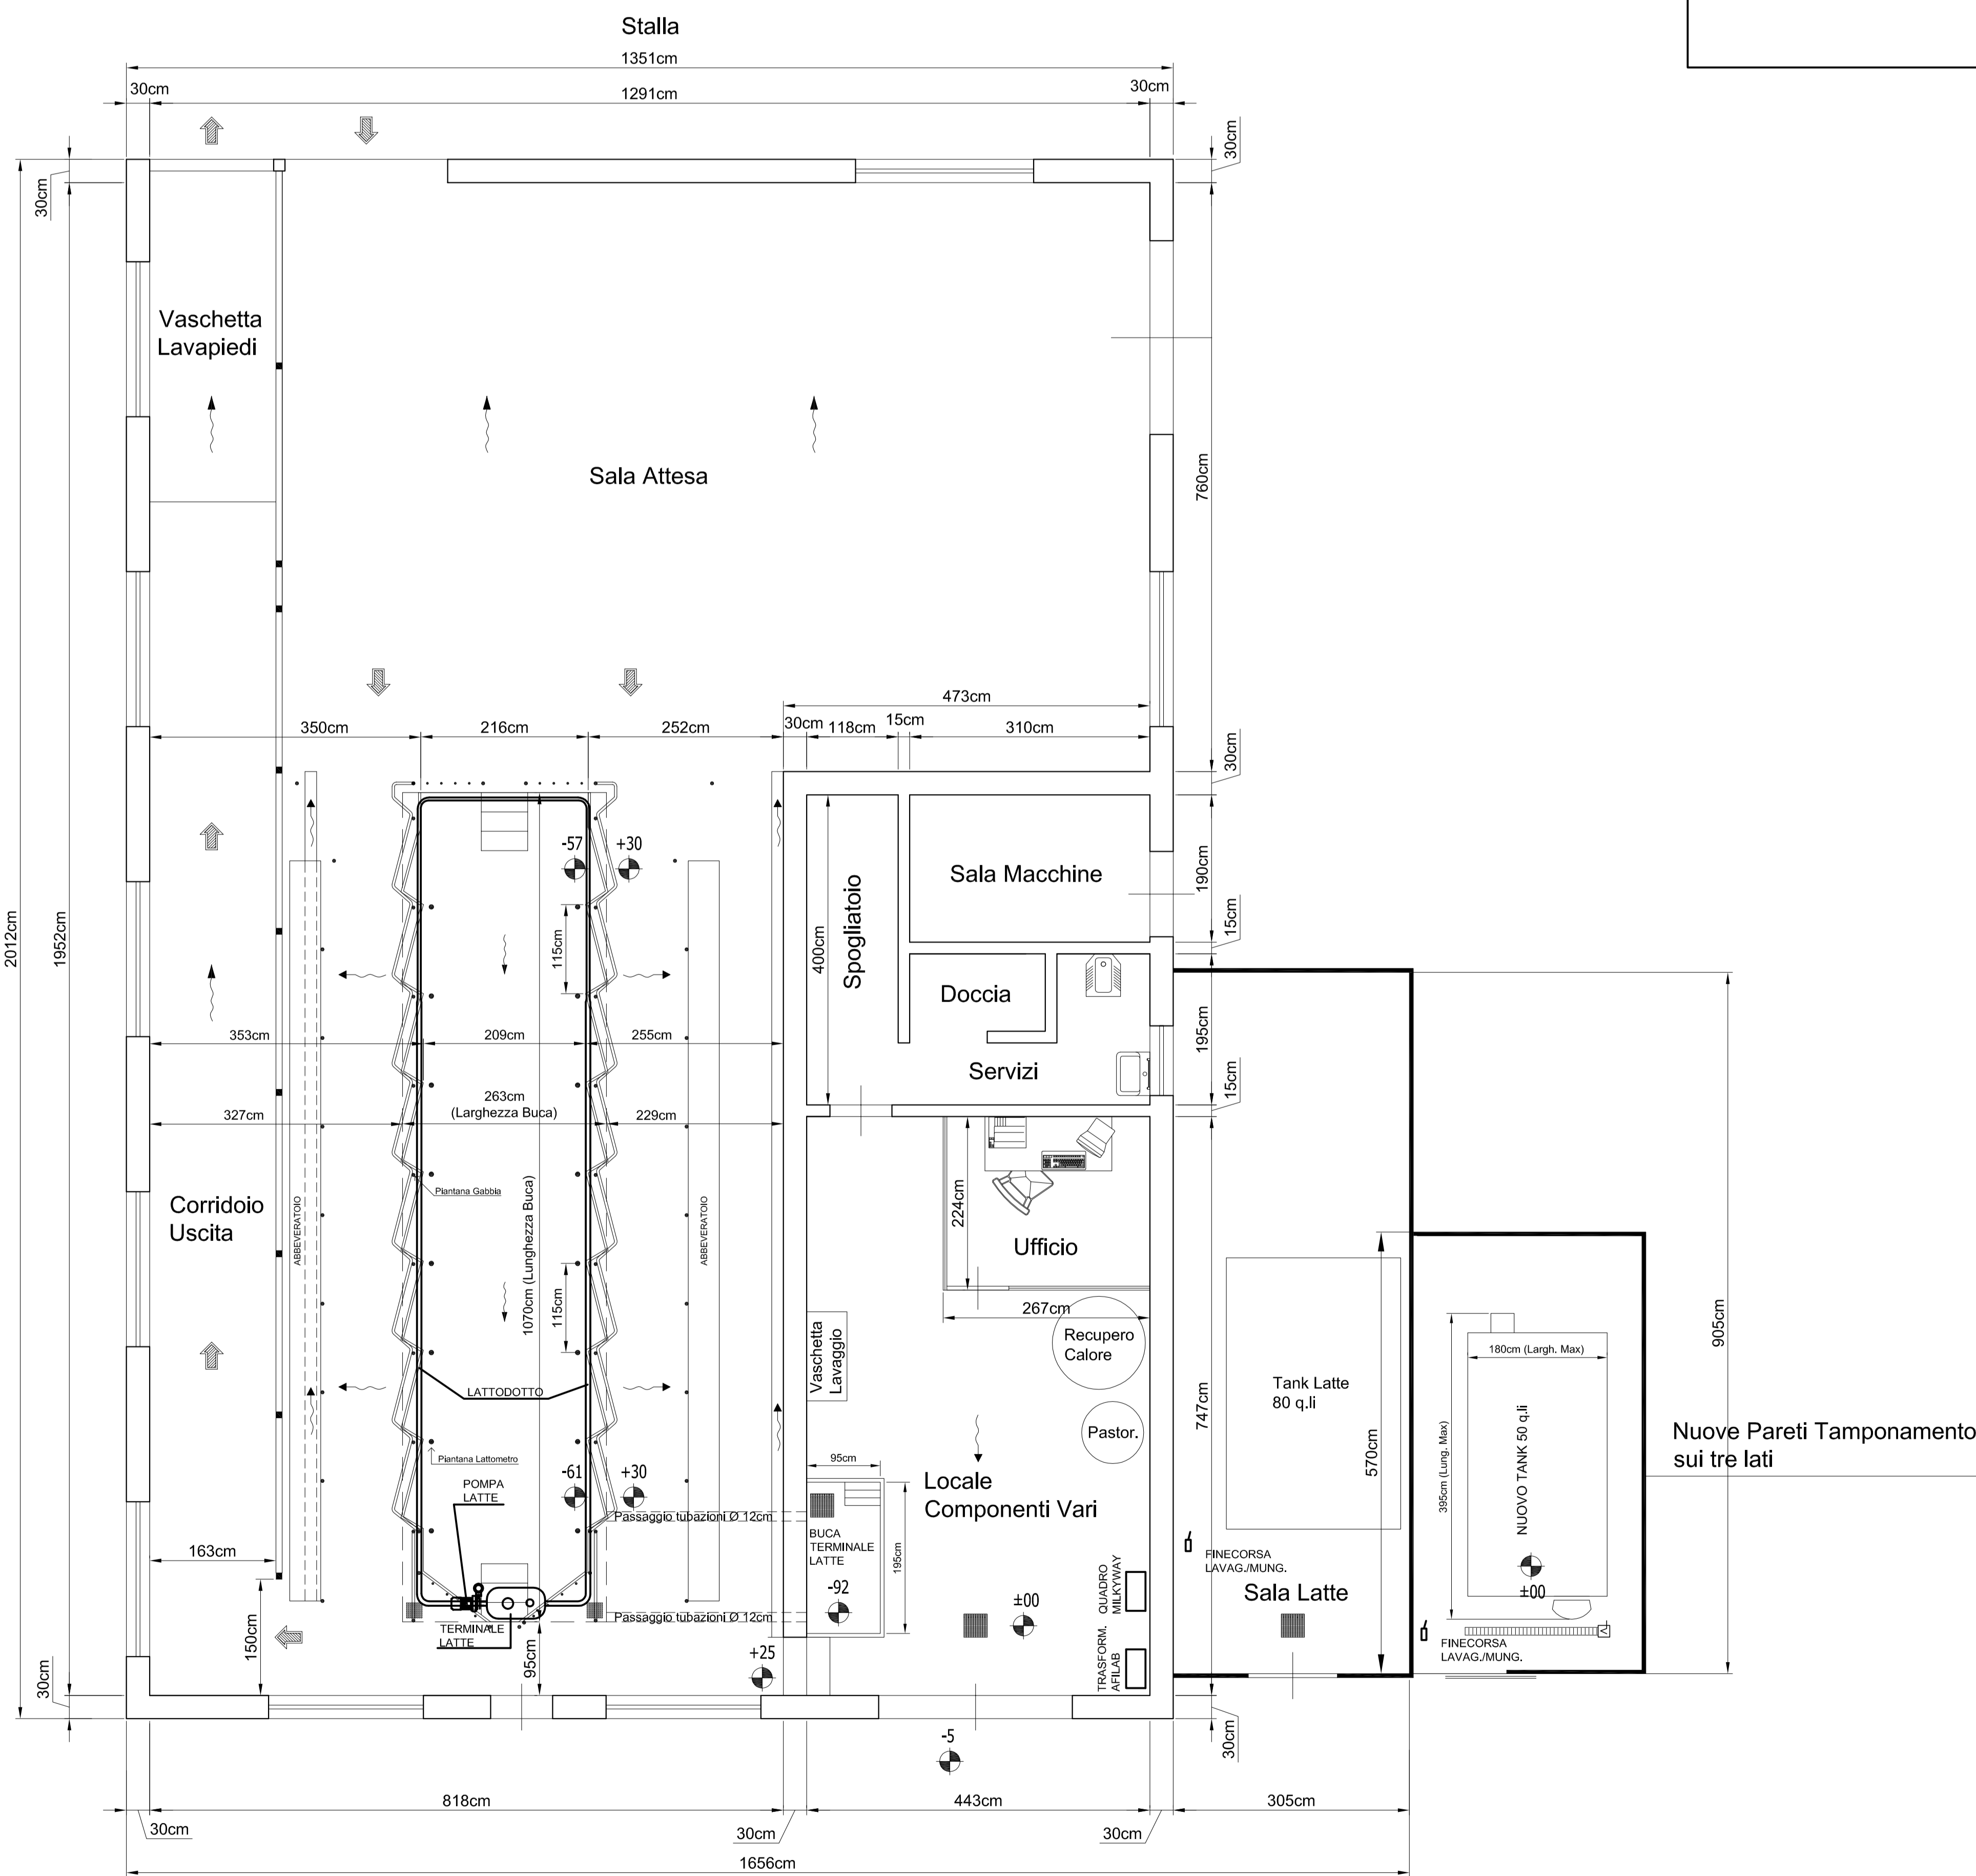 Stalla
1351cm
30cm
1291cm
30cm
30cm
30cm
Vaschetta
Lavapiedi
Sala Attesa
760cm
473cm
350cm
216cm
252cm
30cm
118cm
15cm
310cm
30cm
-57
+30
Sala Macchine
190cm
Spogliatoio
400cm
115cm
2012cm
1952cm
15cm
Doccia
353cm
209cm
255cm
195cm
Servizi
15cm
263cm
(Larghezza Buca)
327cm
229cm
Piantana Gabbia
1070cm (Lunghezza Buca)
Corridoio
Uscita
ABBEVERATOIO
ABBEVERATOIO
224cm
Ufficio
267cm
115cm
Vaschetta
Lavaggio
Recupero
Calore
905cm
180cm (Largh. Max)
LATTODOTTO
Tank Latte
80 q.li
747cm
570cm
395cm (Lung. Max)
NUOVO TANK 50 q.li
Pastor.
Nuove Pareti Tamponamento
sui tre lati
Piantana Lattometro
95cm
-61
+30
POMPA
LATTE
Locale
Componenti Vari
Passaggio tubazioni Ø 12cm
BUCA
TERMINALE
LATTE
195cm
163cm
FINECORSA
LAVAG./MUNG.
-92
±00
QUADRO
MILKYWAY
Sala Latte
±00
Passaggio tubazioni Ø 12cm
TERMINALE
LATTE
150cm
95cm
+25
TRASFORM.
AFILAB
FINECORSA
LAVAG./MUNG.
30cm
-5
30cm
818cm
443cm
305cm
30cm
30cm
30cm
1656cm